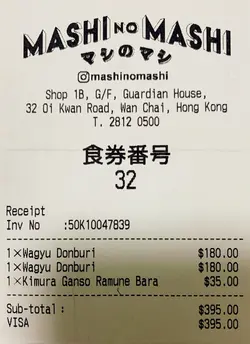 MASHI NO MASHI
マシのマシ
mashinomashi
Shop 1B, G/F, Guardian House,
32 Oi Kwan Road, Wan Chai, Hong Kong
T. 2812 0500
食券番号
32
Receipt
Inv No :50K10047839
1×Wagyu Donburi $180.00
1×Wagyu Donburi $180.00
1×Kimura Ganso Ramune Bara $35.00
Sub-total: $395.00
VISA $395.00